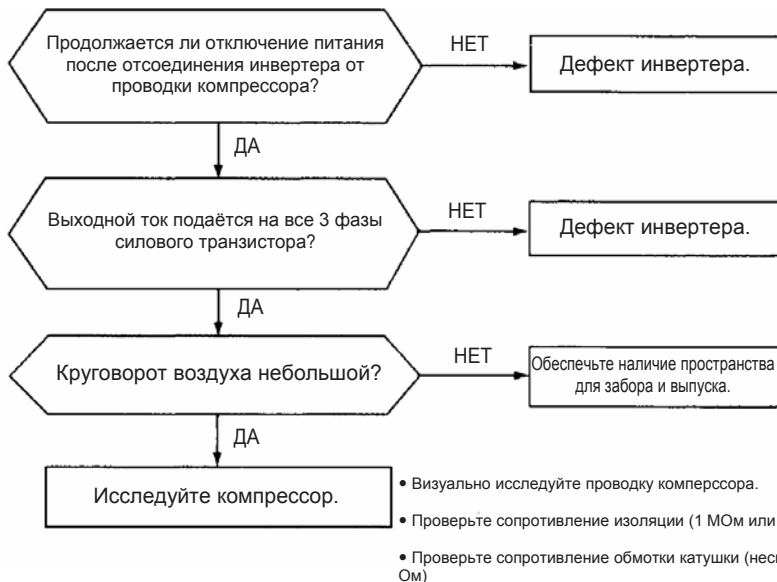 Продолжается ли отключение питания
после отсоединения инвертера от
проводки компрессора?
НЕТ
Дефект инвертера.
ДА
Выходной ток подаётся на все 3 фазы
силового транзистора?
НЕТ
Дефект инвертера.
ДА
Круговорот воздуха небольшой?
НЕТ
Обеспечьте наличие пространства
для забора и выпуска.
ДА
Исследуйте компрессор.
• Визуально исследуйте проводку комперссора.
• Проверьте сопротивление изоляции (1 МОм или
• Проверьте сопротивление обмотки катушки
Ом)